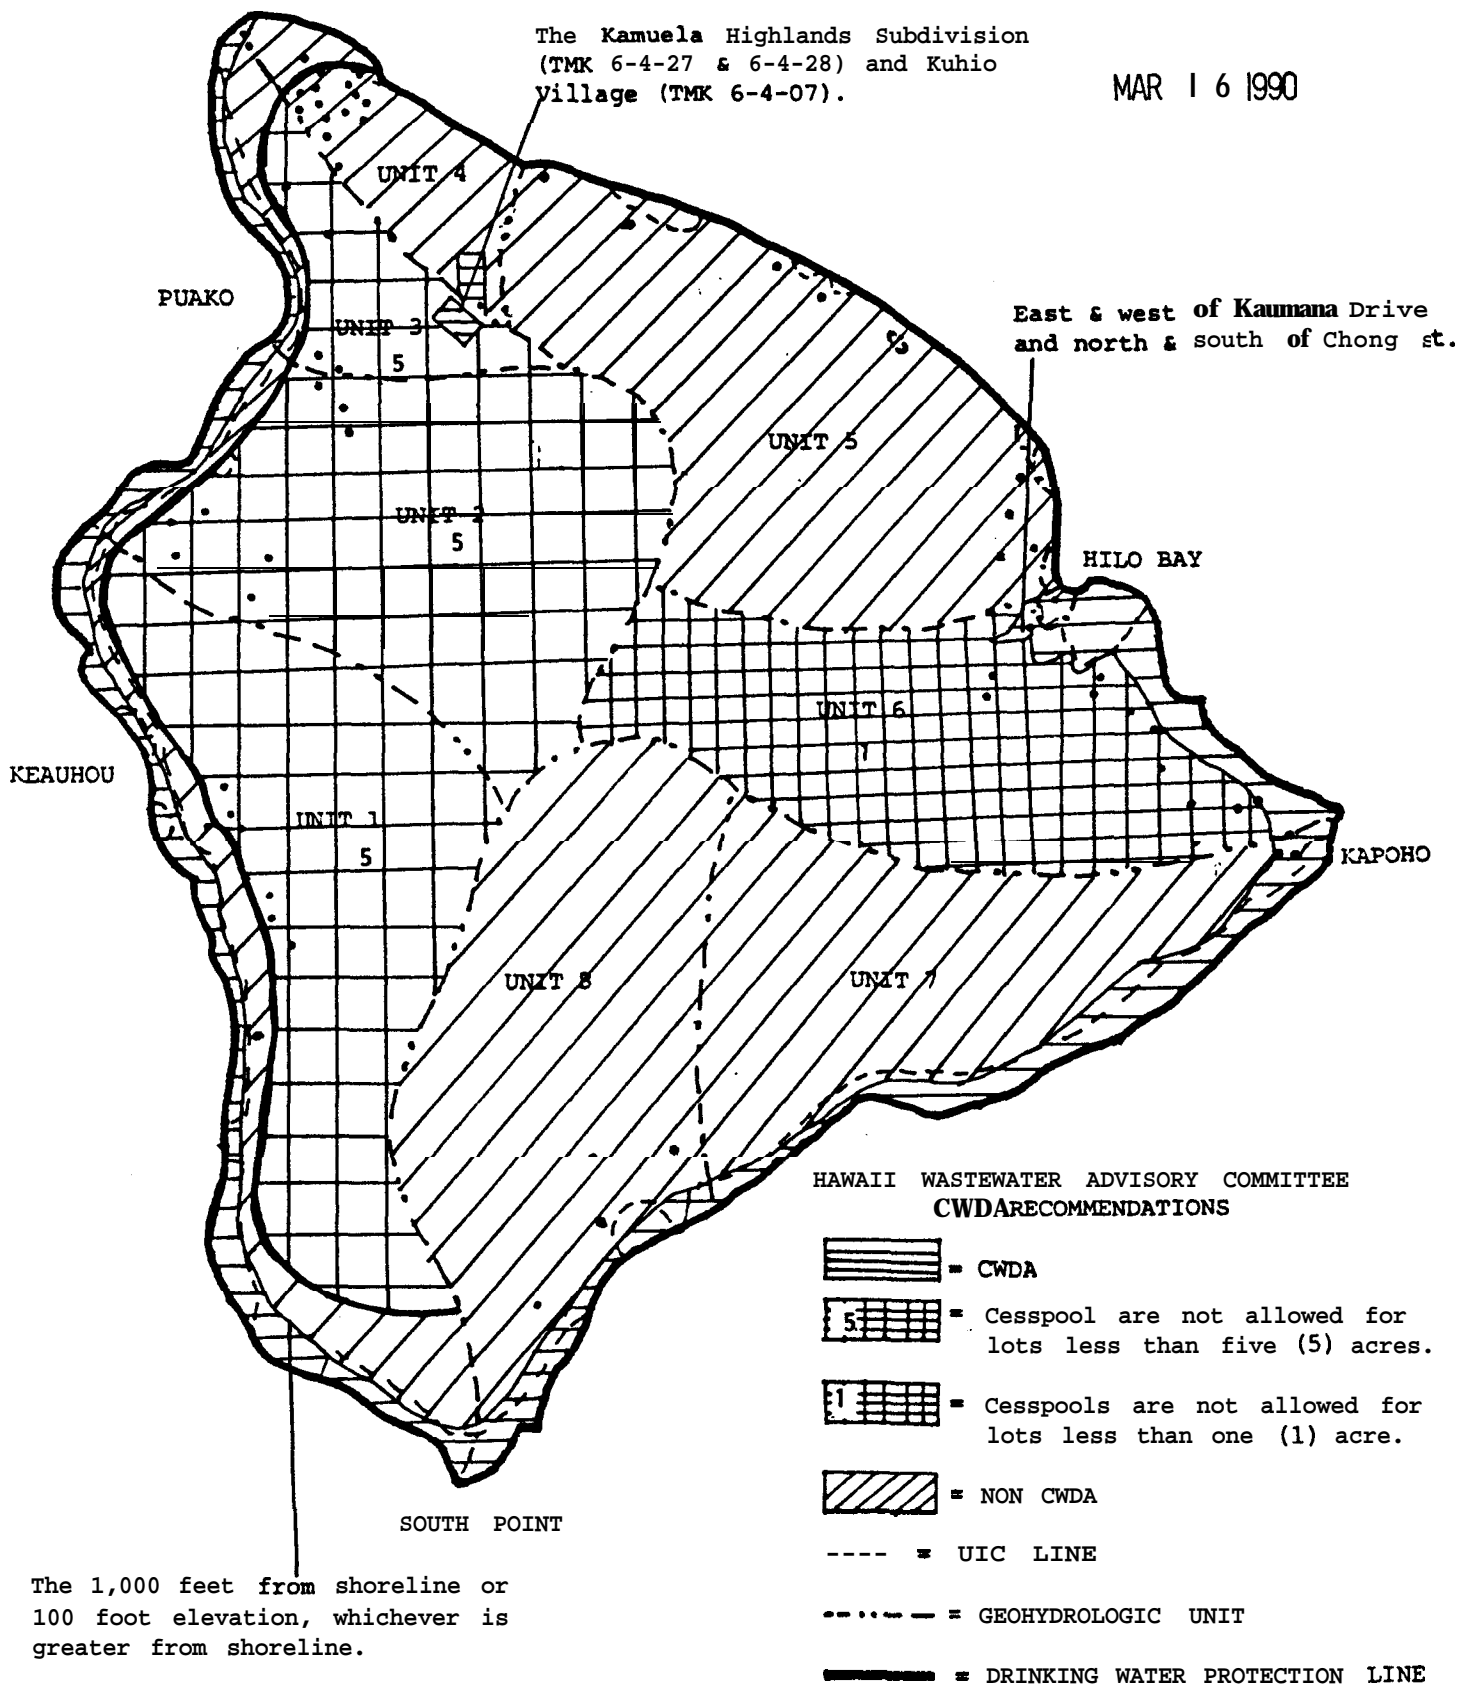 The Kamuela Highlands Subdivision
(TMK 6-4-27 & 6-4-28) and Kuhio
Village (TMK 6-4-07).
MAR 16 1990
UNIT 4
PUAKO
UNIT 3
5
East & west of Kaumana Drive
and north & south of Chong st.
UNIT 5
UNIT 2
5
HILO BAY
UNIT 6
1
KEAUHOU
UNIT 1
5
KAPOHO
UNIT 8
UNIT 7
HAWAII WASTEWATER ADVISORY COMMITTEE
CWDA RECOMMENDATIONS
= CWDA
5 = Cesspool are not allowed for
lots less than five (5) acres.
1 = Cesspools are not allowed for
lots less than one (1) acre.
= NON CWDA
SOUTH POINT
---- = UIC LINE
The 1,000 feet from shoreline or
100 foot elevation, whichever is
greater from shoreline.
= GEOHYDROLOGIC UNIT
= DRINKING WATER PROTECTION LINE